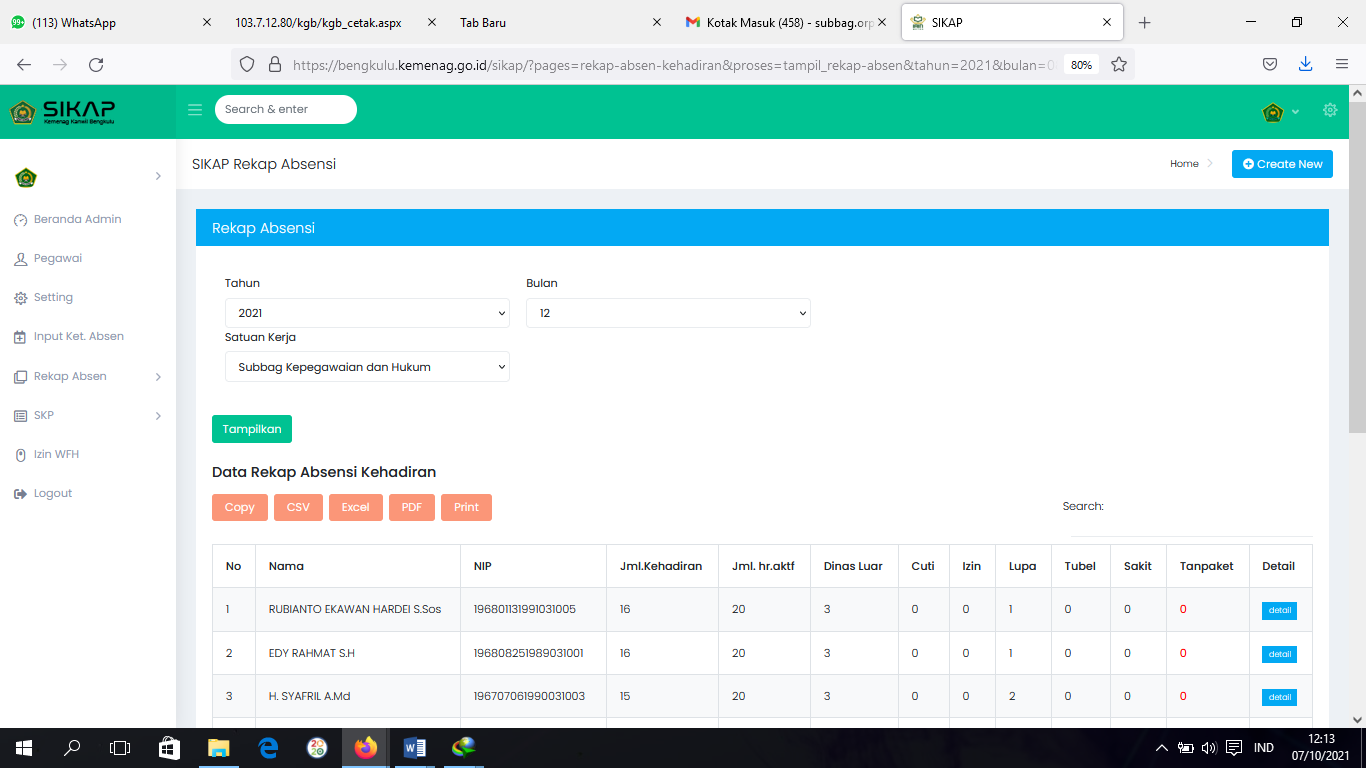 (113) WhatsApp
103.7.12.80/kgb/kgb_cetak.aspx
Tab Baru
Kotak Masuk (458) - subbag.orp
SIKAP
https://bengkulu.kemenag.go.id/sikap/?pages=rekap-absen-kehadiran&proses=tampil_rekap-absen&tahun=2021&bulan=0
80%
SIKAP
Kemenag Kanwil Bengkulu
Search & enter
SIKAP Rekap Absensi
Home
Create New
Beranda Admin
Pegawai
Setting
Input Ket. Absen
Rekap Absen
SKP
Izin WFH
Logout
Rekap Absensi
Tahun
Bulan
2021
12
Satuan Kerja
Subbag Kepegawaian dan Hukum
Tampilkan
Data Rekap Absensi Kehadiran
Copy CSV Excel PDF Print
Search:
No Nama NIP Jml.Kehadiran Jml. hr.aktf Dinas Luar Cuti Izin Lupa Tubel Sakit Tanpaket Detail
1 RUBIANTO EKAWAN HARDEI S.Sos 196801131991031005 16 20 3 0 0 1 0 0 0 detail
2 EDY RAHMAT S.H 196808251989031001 16 20 3 0 0 1 0 0 0 detail
3 H. SYAFRIL A.Md 196707061990031003 15 20 3 0 0 2 0 0 0 detail
IND
12:13
07/10/2021